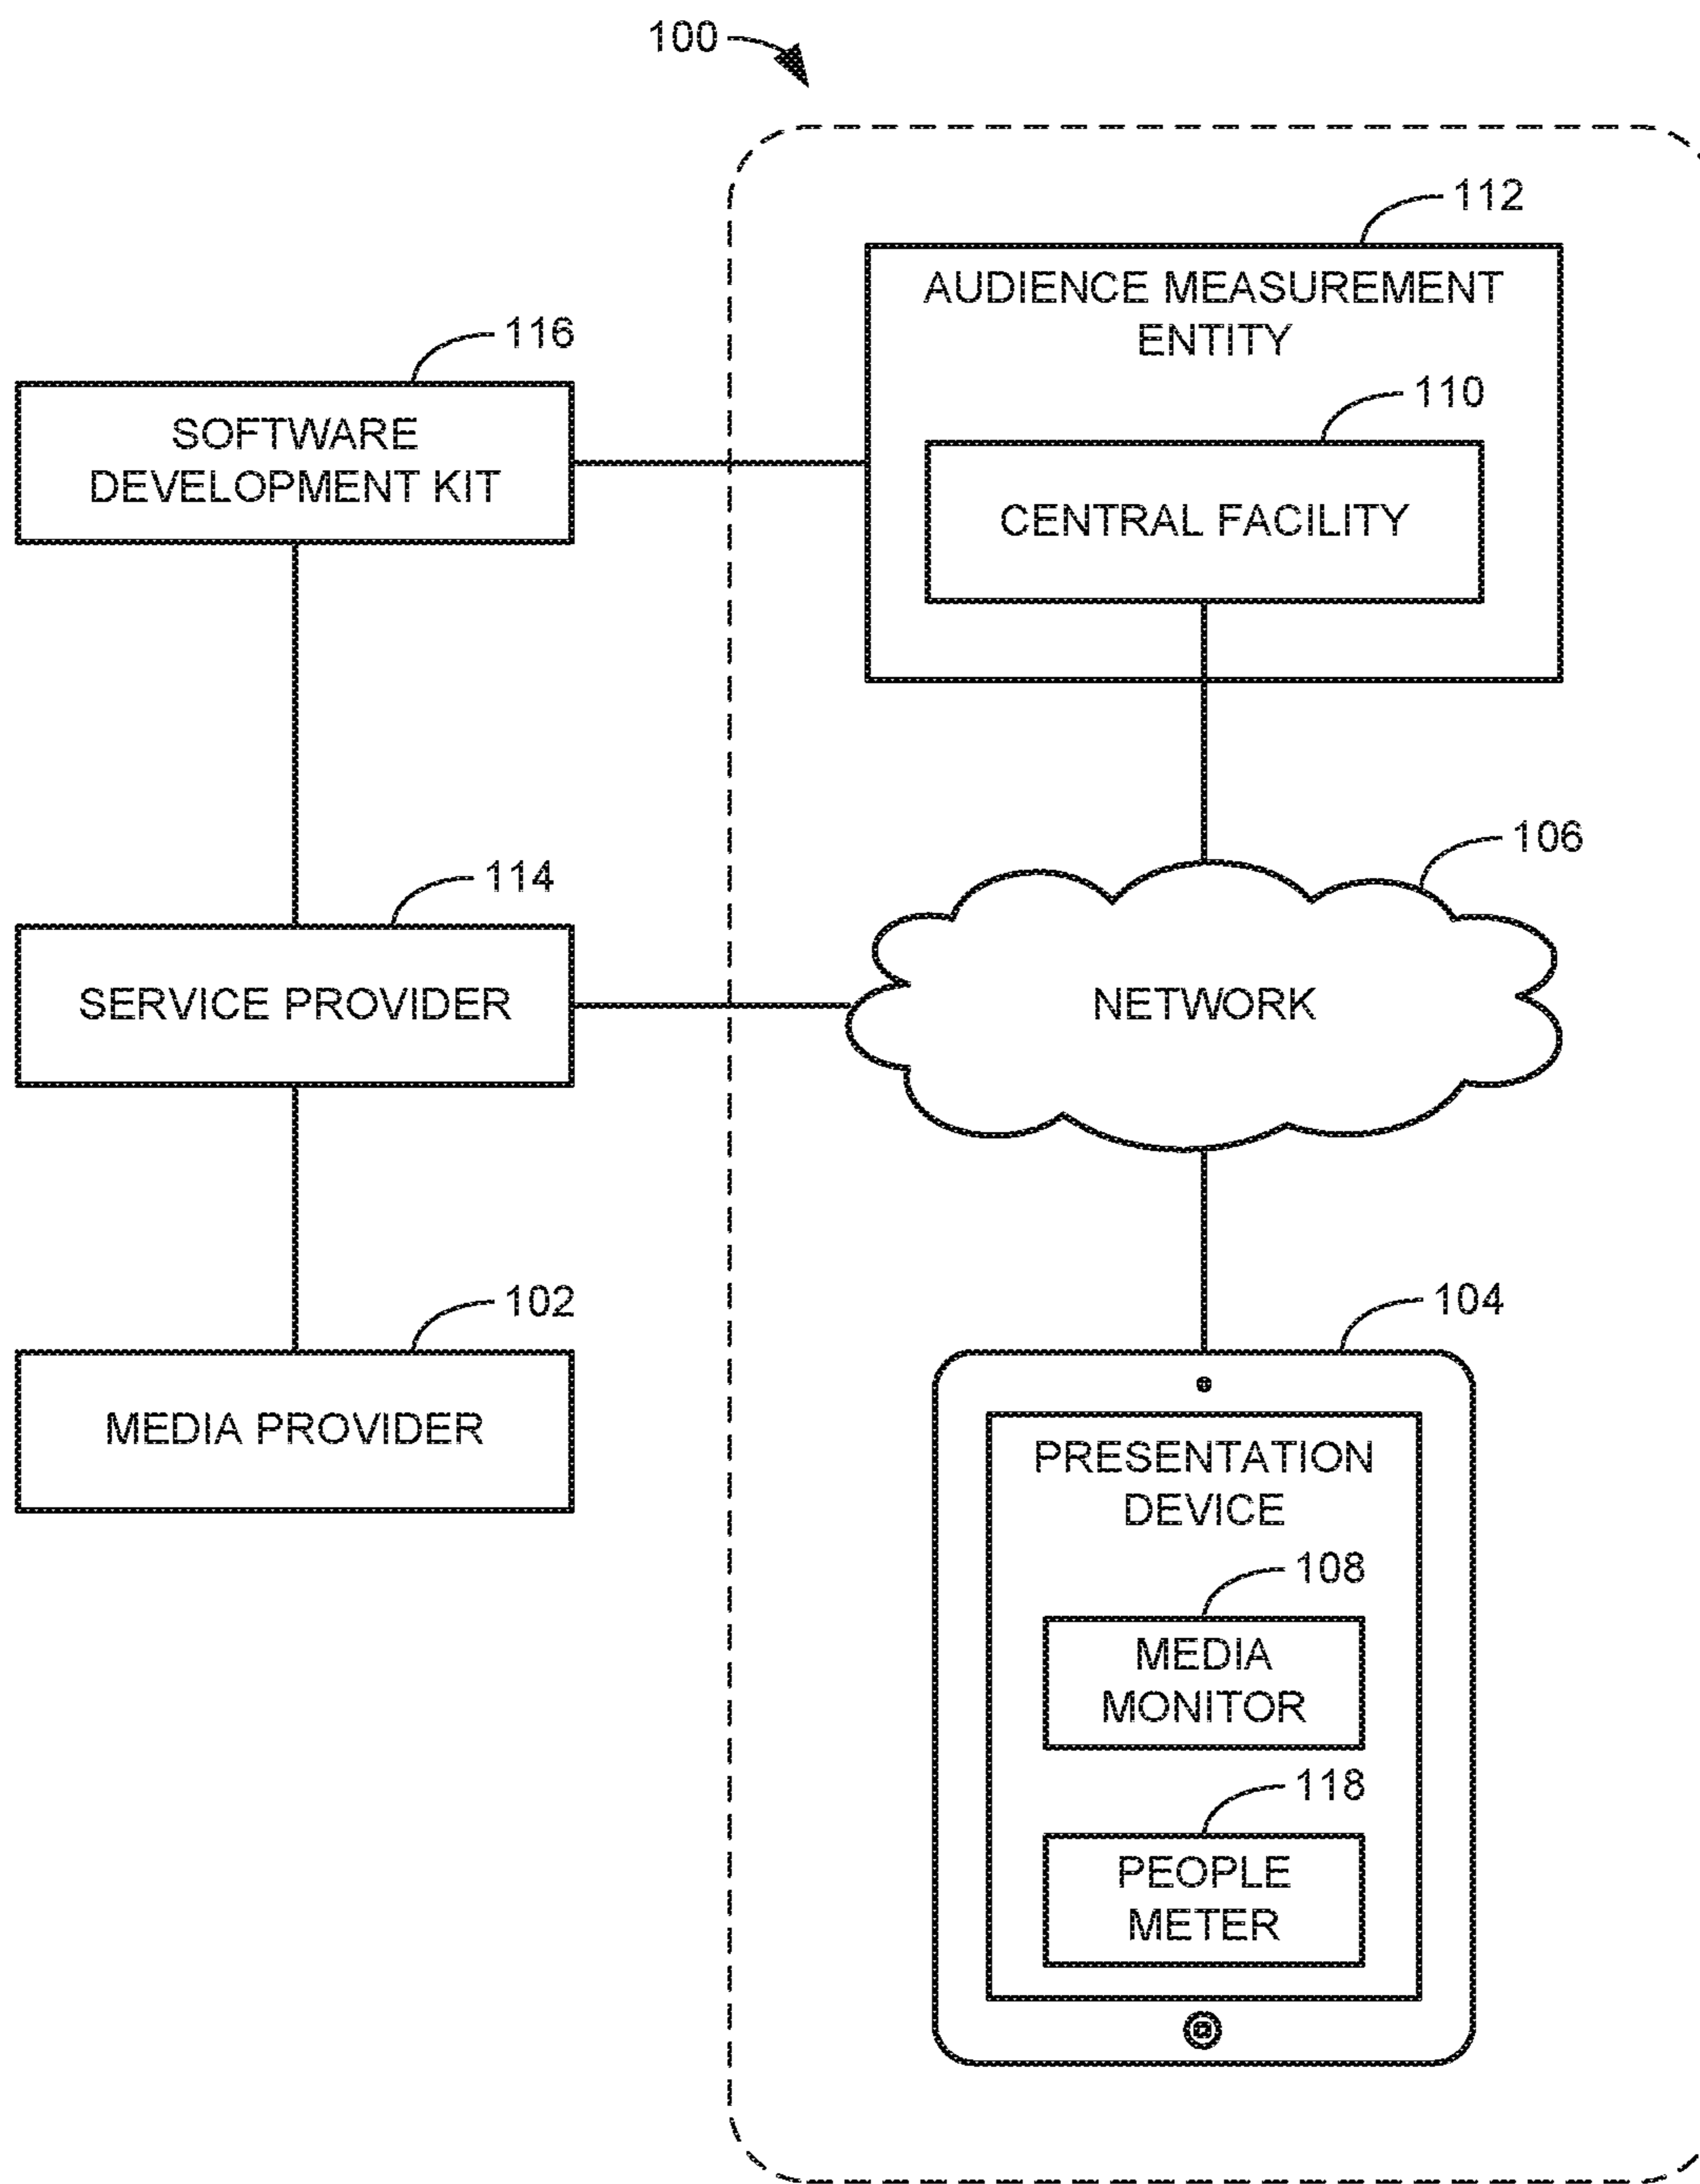 100
112
AUDIENCE MEASUREMENT
ENTITY
116
110
SOFTWARE
DEVELOPMENT KIT
CENTRAL FACILITY
106
114
SERVICE PROVIDER
NETWORK
102
104
MEDIA PROVIDER
PRESENTATION
DEVICE
108
MEDIA
MONITOR
118
PEOPLE
METER